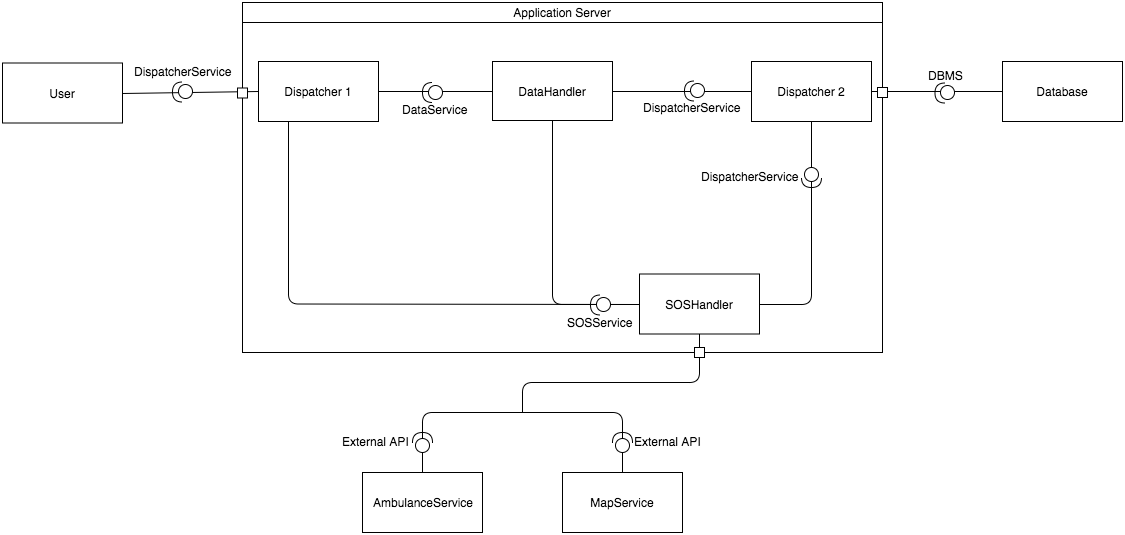 Application Server
DispatcherService
User
Dispatcher 1
DataService
DataHandler
DispatcherService
Dispatcher 2
DBMS
Database
DispatcherService
SOSHandler
SOSService
External API
External API
AmbulanceService
MapService